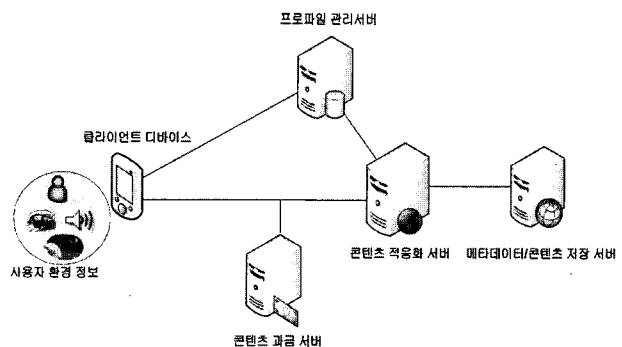 프로파일 관리서버
클라이언트 디바이스
사용자 환경 정보
콘텐츠 적응화 서버
메타데이터/콘텐츠 저장 서버
콘텐츠 과금 서버